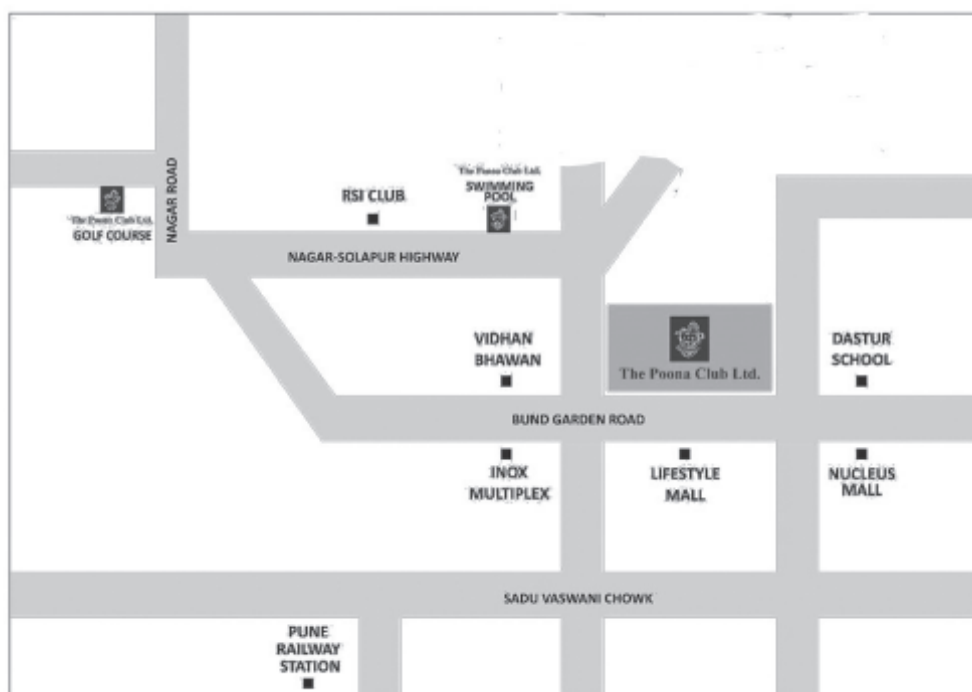 NAGAR ROAD
The Poona Club Ltd.
GOLF COURSE
RSI CLUB
The Poona Club Ltd.
SWIMMING
POOL
NAGAR-SOLAPUR HIGHWAY
VIDHAN
BHAWAN
The Poona Club Ltd.
DASTUR
SCHOOL
BUND GARDEN ROAD
INOX
MULTIPLEX
LIFESTYLE
MALL
NUCLEUS
MALL
SADU VASWANI CHOWK
PUNE
RAILWAY
STATION